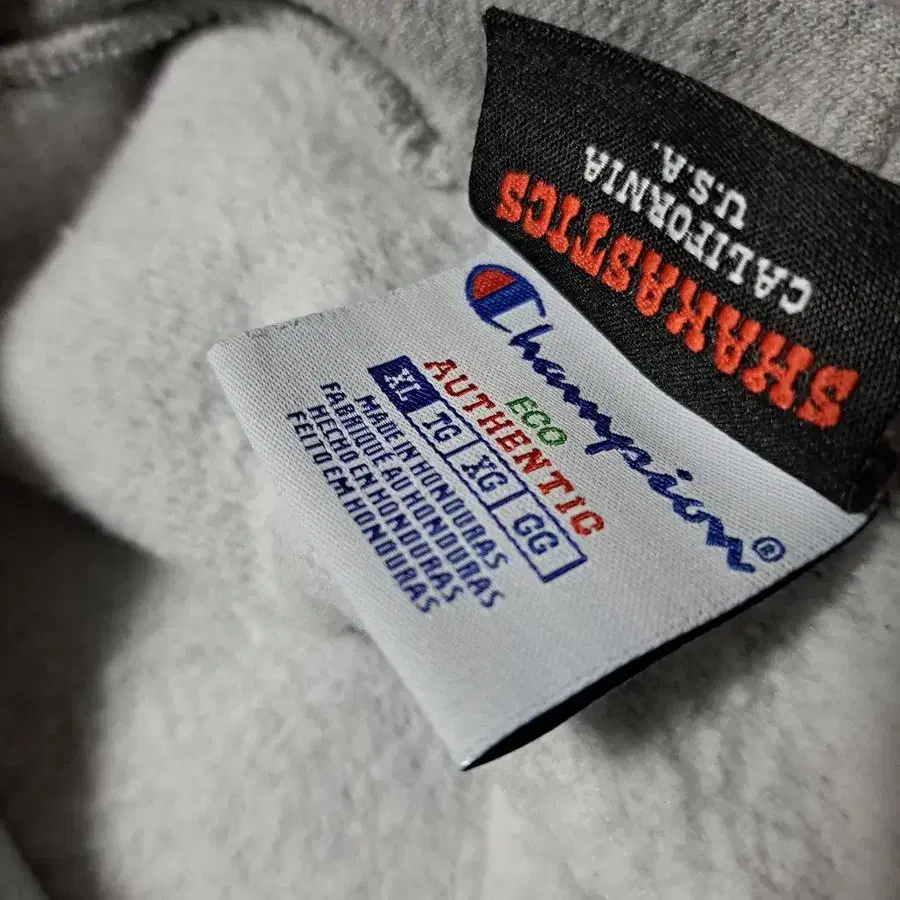 SHAKASTICS
CALIFORNIA
U.S.A.
Champion®
ECO
AUTHENTIC
XL TG XG GG
MADE IN HONDURAS
FABRIQUÉ AU HONDURAS
HECHO EN HONDURAS
FEITO EM HONDURAS